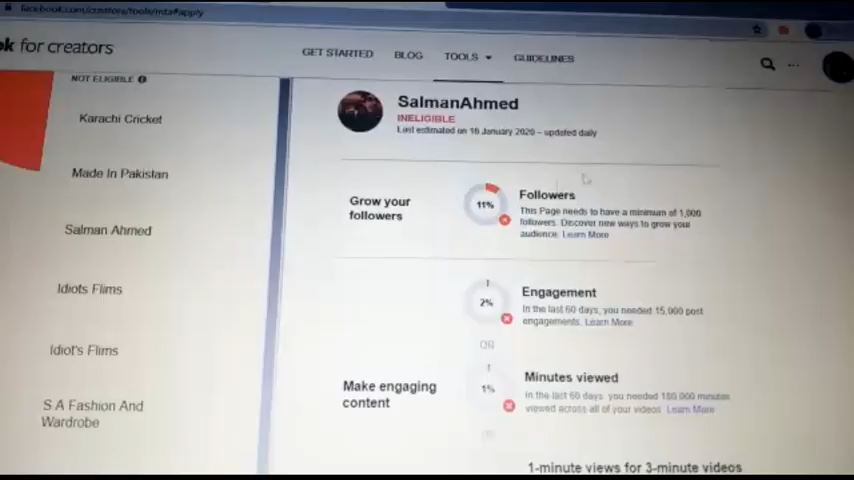 facebook.com/creators/tools/mta#apply
ok for creators
GET STARTED
BLOG
TOOLS
GUIDELINES
NOT ELIGIBLE
Karachi Cricket
Made In Pakistan
Salman Ahmed
Idiots Flims
Idiot's Flims
S A Fashion And
Wardrobe
SalmanAhmed
INELIGIBLE
Last estimated on 16 January 2020 – updated daily
Grow your
followers
11%
Followers
This Page needs to have a minimum of 1,000
followers. Discover new ways to grow your
audience. Learn More
Make engaging
content
2%
Engagement
In the last 60 days, you needed 15,000 post
engagements. Learn More
OR
1%
Minutes viewed
In the last 60 days, you needed 180,000 minutes
viewed across all of your videos. Learn More
OR
1-minute views for 3-minute videos